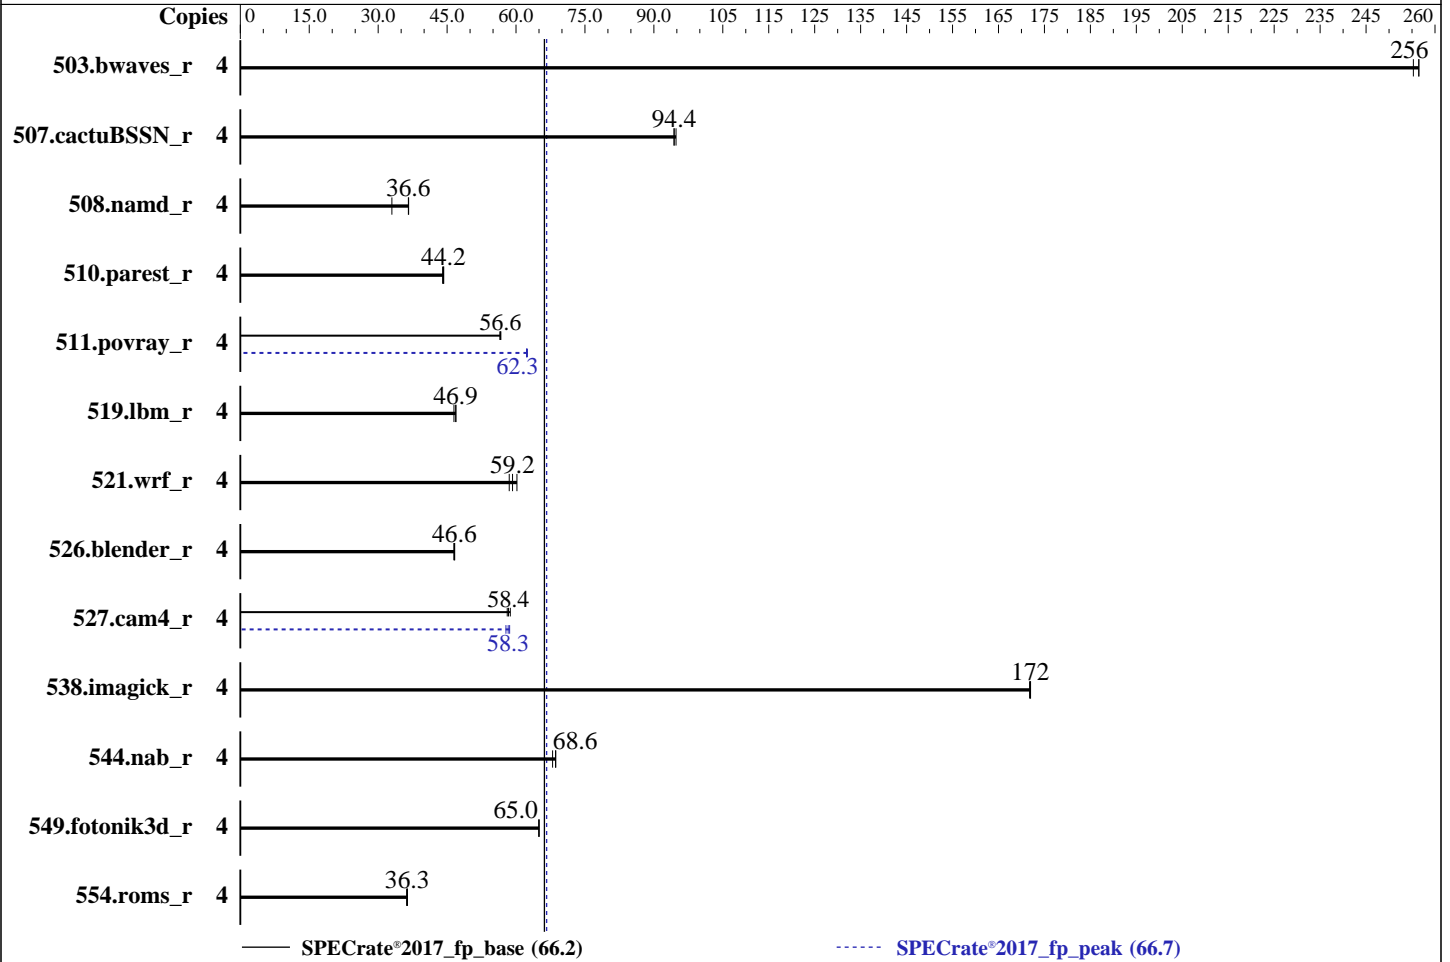 Copies 0 15.0 30.0 45.0 60.0 75.0 90.0 105 115 125 135 145 155 165 175 185 195 205 215 225 235 245 260
503.bwaves_r 4 256
507.cactuBSSN_r 4 94.4
508.namd_r 4 36.6
510.parest_r 4 44.2
511.povray_r 4 56.6
62.3
519.lbm_r 4 46.9
521.wrf_r 4 59.2
526.blender_r 4 46.6
527.cam4_r 4 58.4
58.3
538.imagick_r 4 172
544.nab_r 4 68.6
549.fotonik3d_r 4 65.0
554.roms_r 4 36.3
SPECrate®2017_fp_base (66.2) SPECrate®2017_fp_peak (66.7)